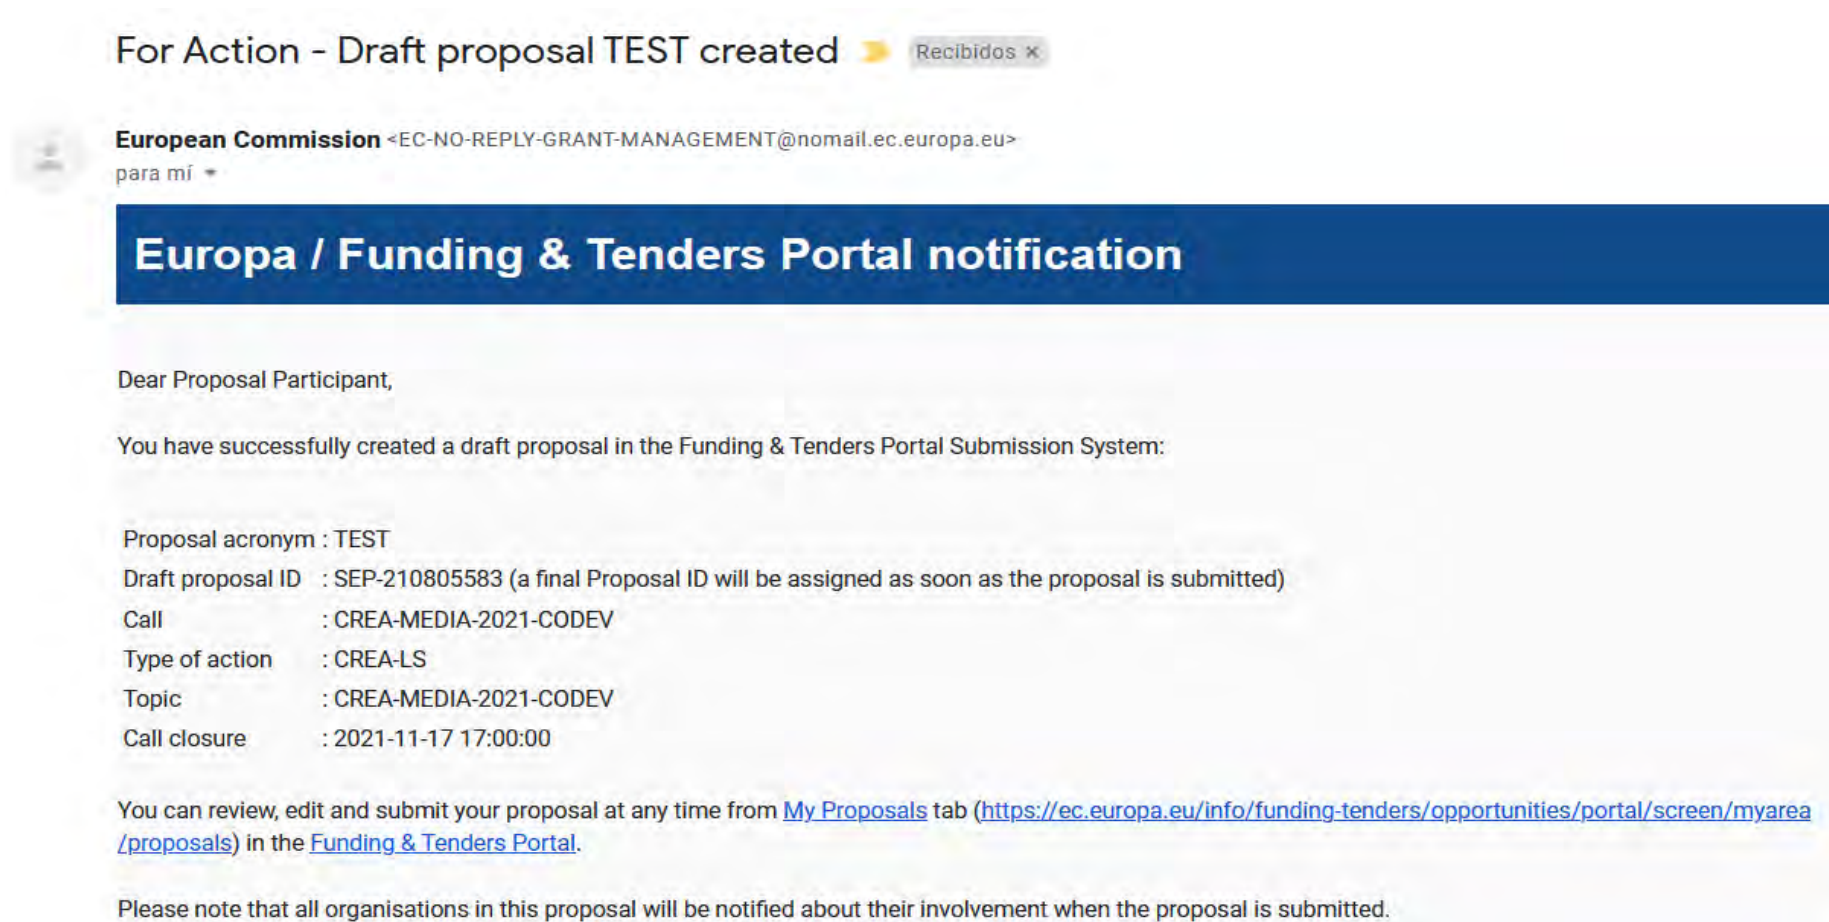 For Action - Draft proposal TEST created Recibidos ×
European Commission <EC-NO-REPLY-GRANT-MANAGEMENT@nomail.ec.europa.eu>
para mí
Europa / Funding & Tenders Portal notification
Dear Proposal Participant,
You have successfully created a draft proposal in the Funding & Tenders Portal Submission System:
Proposal acronym : TEST
Draft proposal ID : SEP-210805583 (a final Proposal ID will be assigned as soon as the proposal is submitted)
Call : CREA-MEDIA-2021-CODEV
Type of action : CREA-LS
Topic : CREA-MEDIA-2021-CODEV
Call closure : 2021-11-17 17:00:00
You can review, edit and submit your proposal at any time from My Proposals tab (https://ec.europa.eu/info/funding-tenders/opportunities/portal/screen/myarea
/proposals) in the Funding & Tenders Portal.
Please note that all organisations in this proposal will be notified about their involvement when the proposal is submitted.